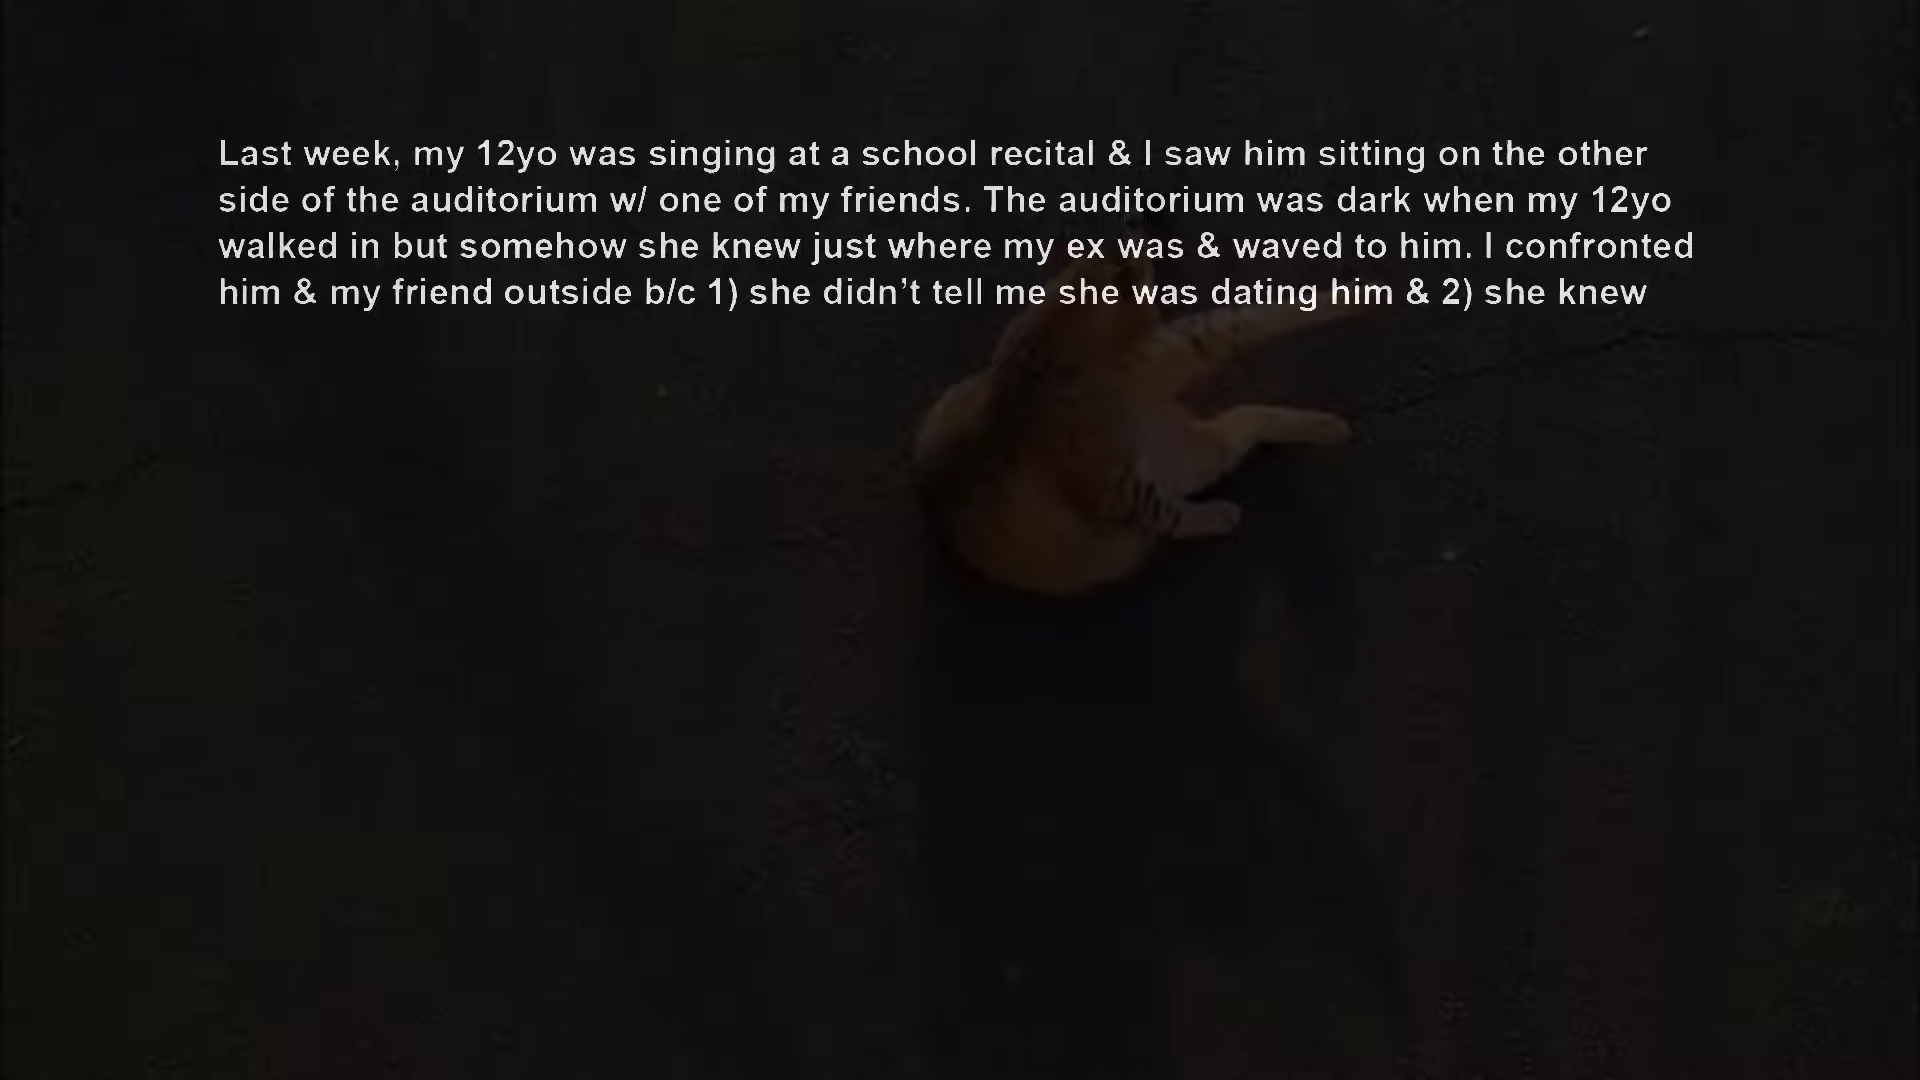 Last week, my 12yo was singing at a school recital & I saw him sitting on the other
side of the auditorium w/ one of my friends. The auditorium was dark when my 12yo
walked in but somehow she knew just where my ex was & waved to him. I confronted
him & my friend outside b/c 1) she didn’t tell me she was dating him & 2) she knew